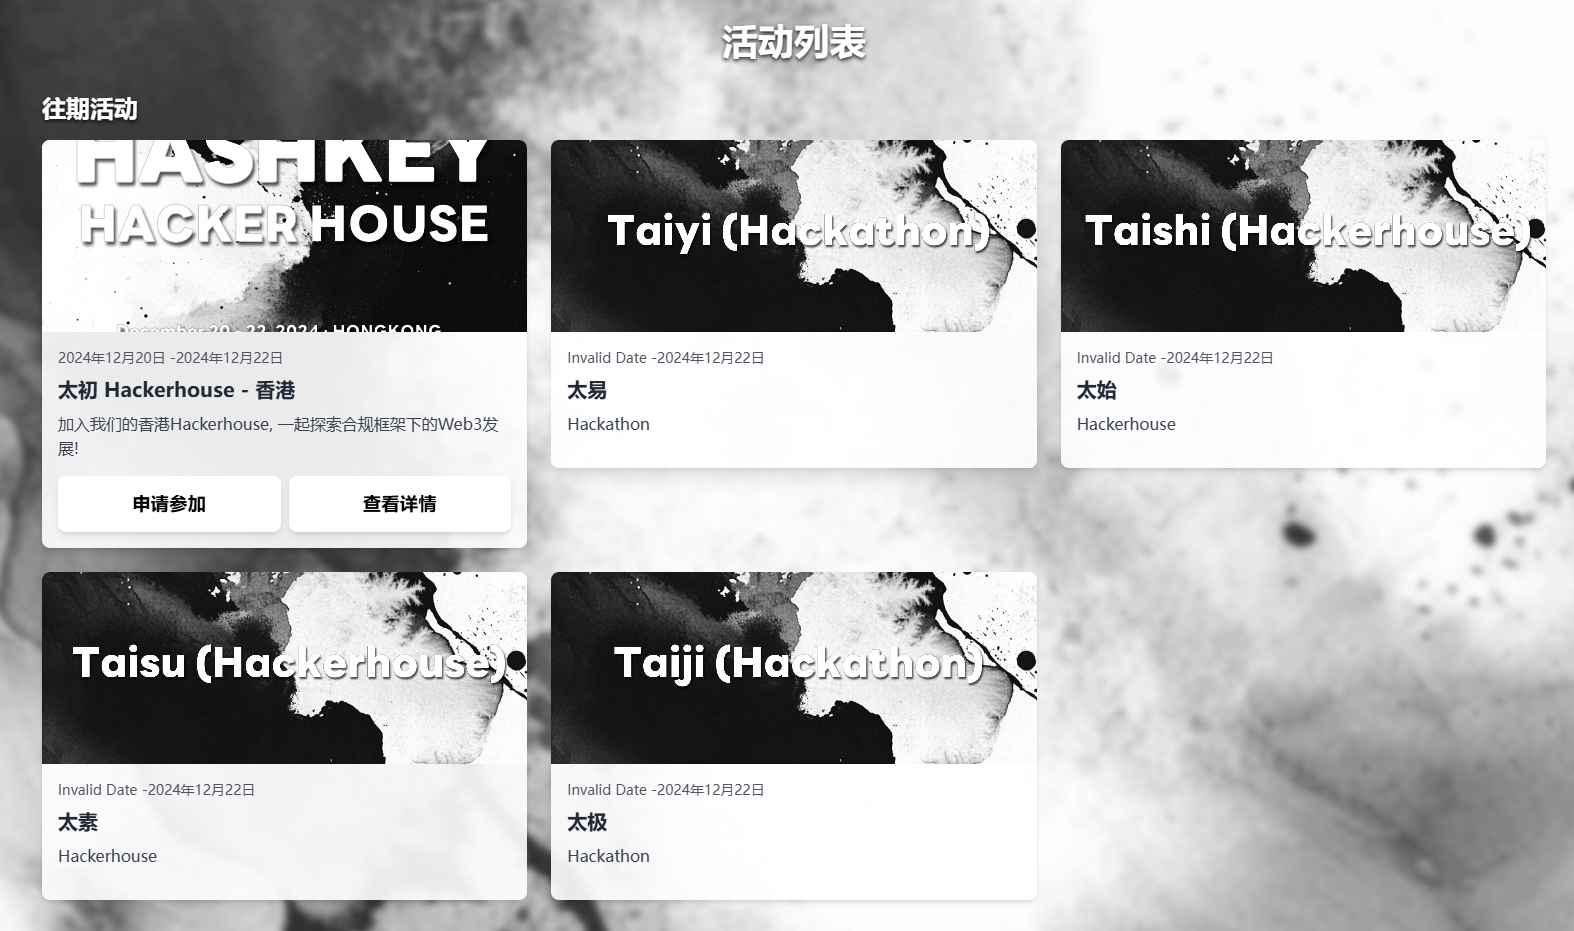 活动列表
往期活动
HASHKEY
HACKER HOUSE
December 20 - 22, 2024 · HONGKONG
2024年12月20日 -2024年12月22日
太初 Hackerhouse - 香港
加入我们的香港Hackerhouse, 一起探索合规框架下的Web3发
展!
申请参加
查看详情
Taiyi (Hackathon)
Invalid Date -2024年12月22日
太易
Hackathon
Taishi (Hackerhouse)
Invalid Date -2024年12月22日
太始
Hackerhouse
Taisu (Hackerhouse)
Invalid Date -2024年12月22日
太素
Hackerhouse
Taiji (Hackathon)
Invalid Date -2024年12月22日
太极
Hackathon